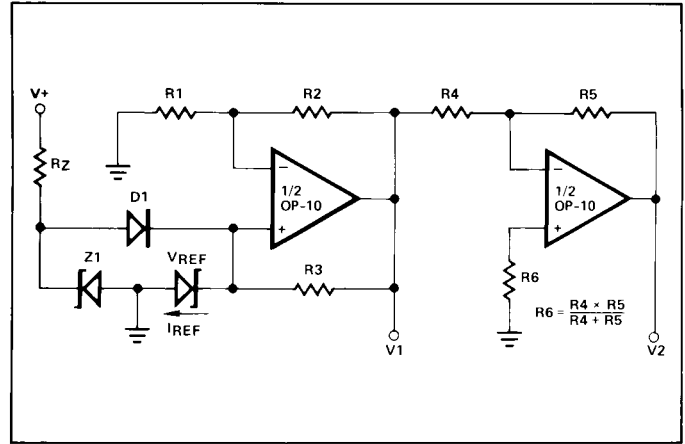 V+
R1
R2
R4
R5
RZ
D1
−
1/2
OP-10
+
−
1/2
OP-10
+
Z1
VREF
R3
R6
IREF
R6 = R4 × R5
R4 + R5
V1
V2